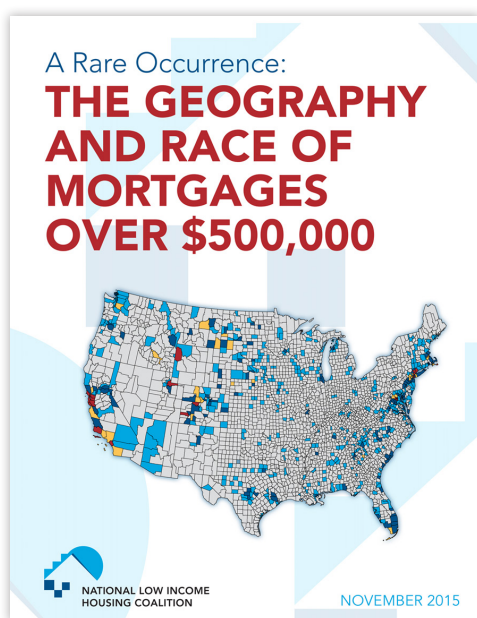 A Rare Occurrence:
THE GEOGRAPHY
AND RACE OF
MORTGAGES
OVER $500,000
NATIONAL LOW INCOME
HOUSING COALITION
NOVEMBER 2015